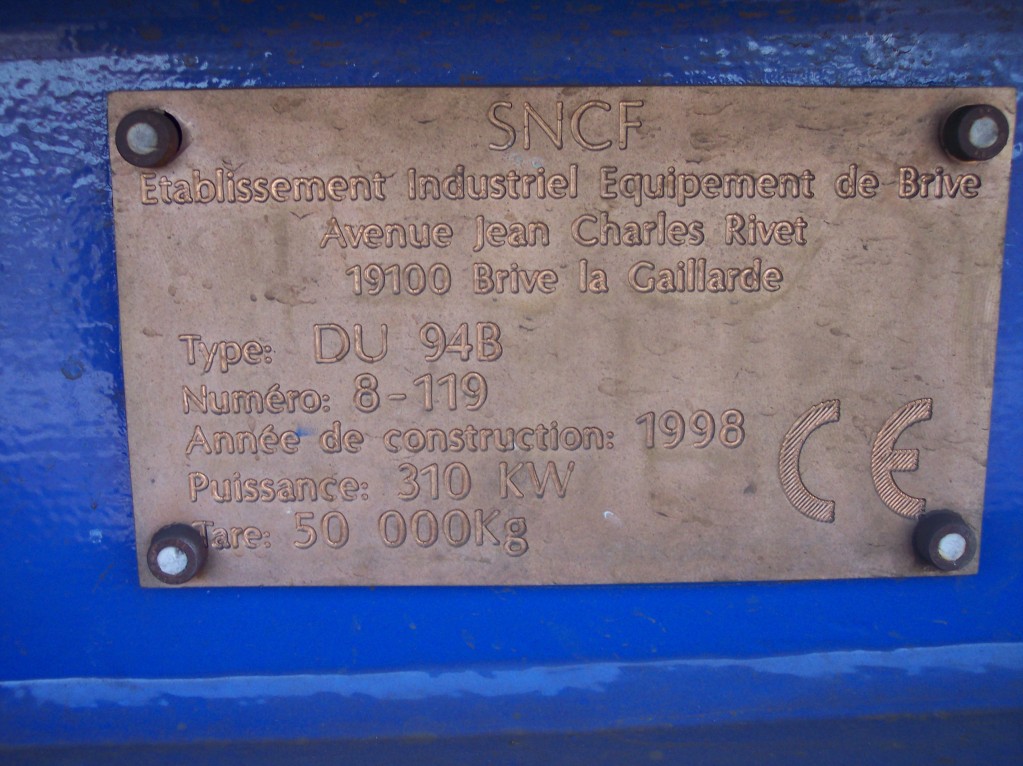 SNCF
Etablissement Industriel Equipement de Brive
Avenue Jean Charles Rivet
19100 Brive la Gaillarde
Type: DU 94B
Numéro: 8-119
Année de construction: 1998
Puissance: 310 KW
Tare: 50 000Kg
CE